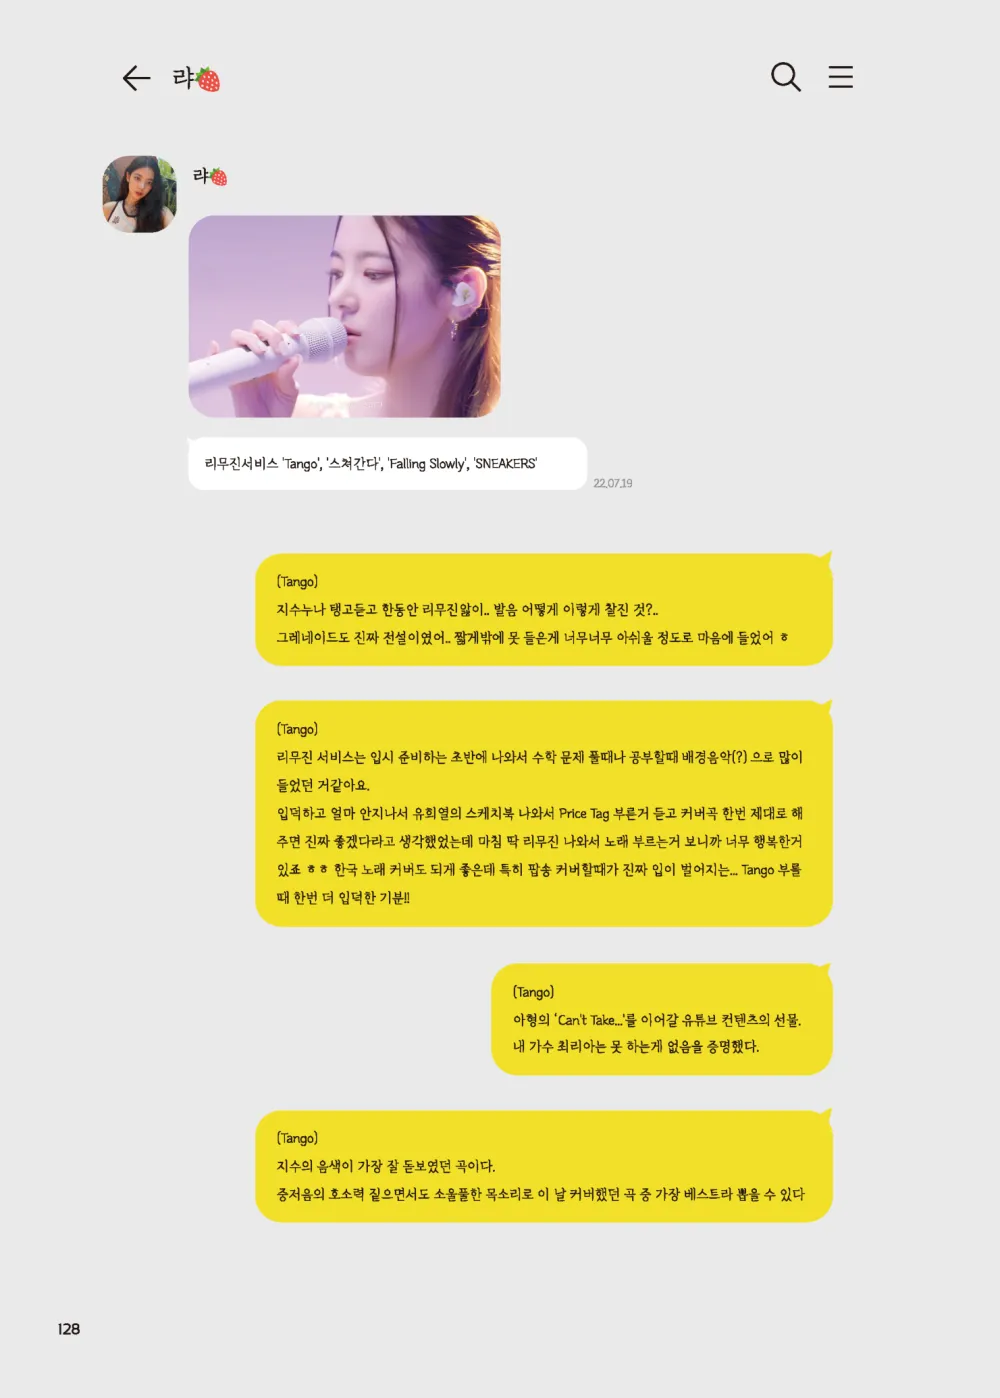 랴🍓
랴🍓
리무진서비스 'Tango', '스쳐간다', 'Falling Slowly', 'SNEAKERS'
22.07.19
(Tango)
지수누나 탱고듣고 한동안 리무진앓이.. 발음 어떻게 이렇게 찰진 것?..
그레네이드도 진짜 전설이였어.. 짧게밖에 못 들은게 너무너무 아쉬울 정도로 마음에 들었어 ㅎ
(Tango)
리무진 서비스는 입시 준비하는 초반에 나와서 수학 문제 풀때나 공부할때 배경음악(?) 으로 많이
들었던 거같아요.
입덕하고 얼마 안지나서 유희열의 스케치북 나와서 Price Tag 부른거 듣고 커버곡 한번 제대로 해
주면 진짜 좋겠다라고 생각했었는데 마침 딱 리무진 나와서 노래 부르는거 보니까 너무 행복한거
있죠 ㅎㅎ 한국 노래 커버도 되게 좋은데 특히 팝송 커버할때가 진짜 입이 벌어지는... Tango 부를
때 한번 더 입덕한 기분!!
(Tango)
아형의 ‘Can't Take...'를 이어갈 유튜브 컨텐츠의 선물.
내 가수 최리아는 못 하는게 없음을 증명했다.
(Tango)
지수의 음색이 가장 잘 돋보였던 곡이다.
중저음의 호소력 짙으면서도 소울풀한 목소리로 이 날 커버했던 곡 중 가장 베스트라 뽑을 수 있다
128